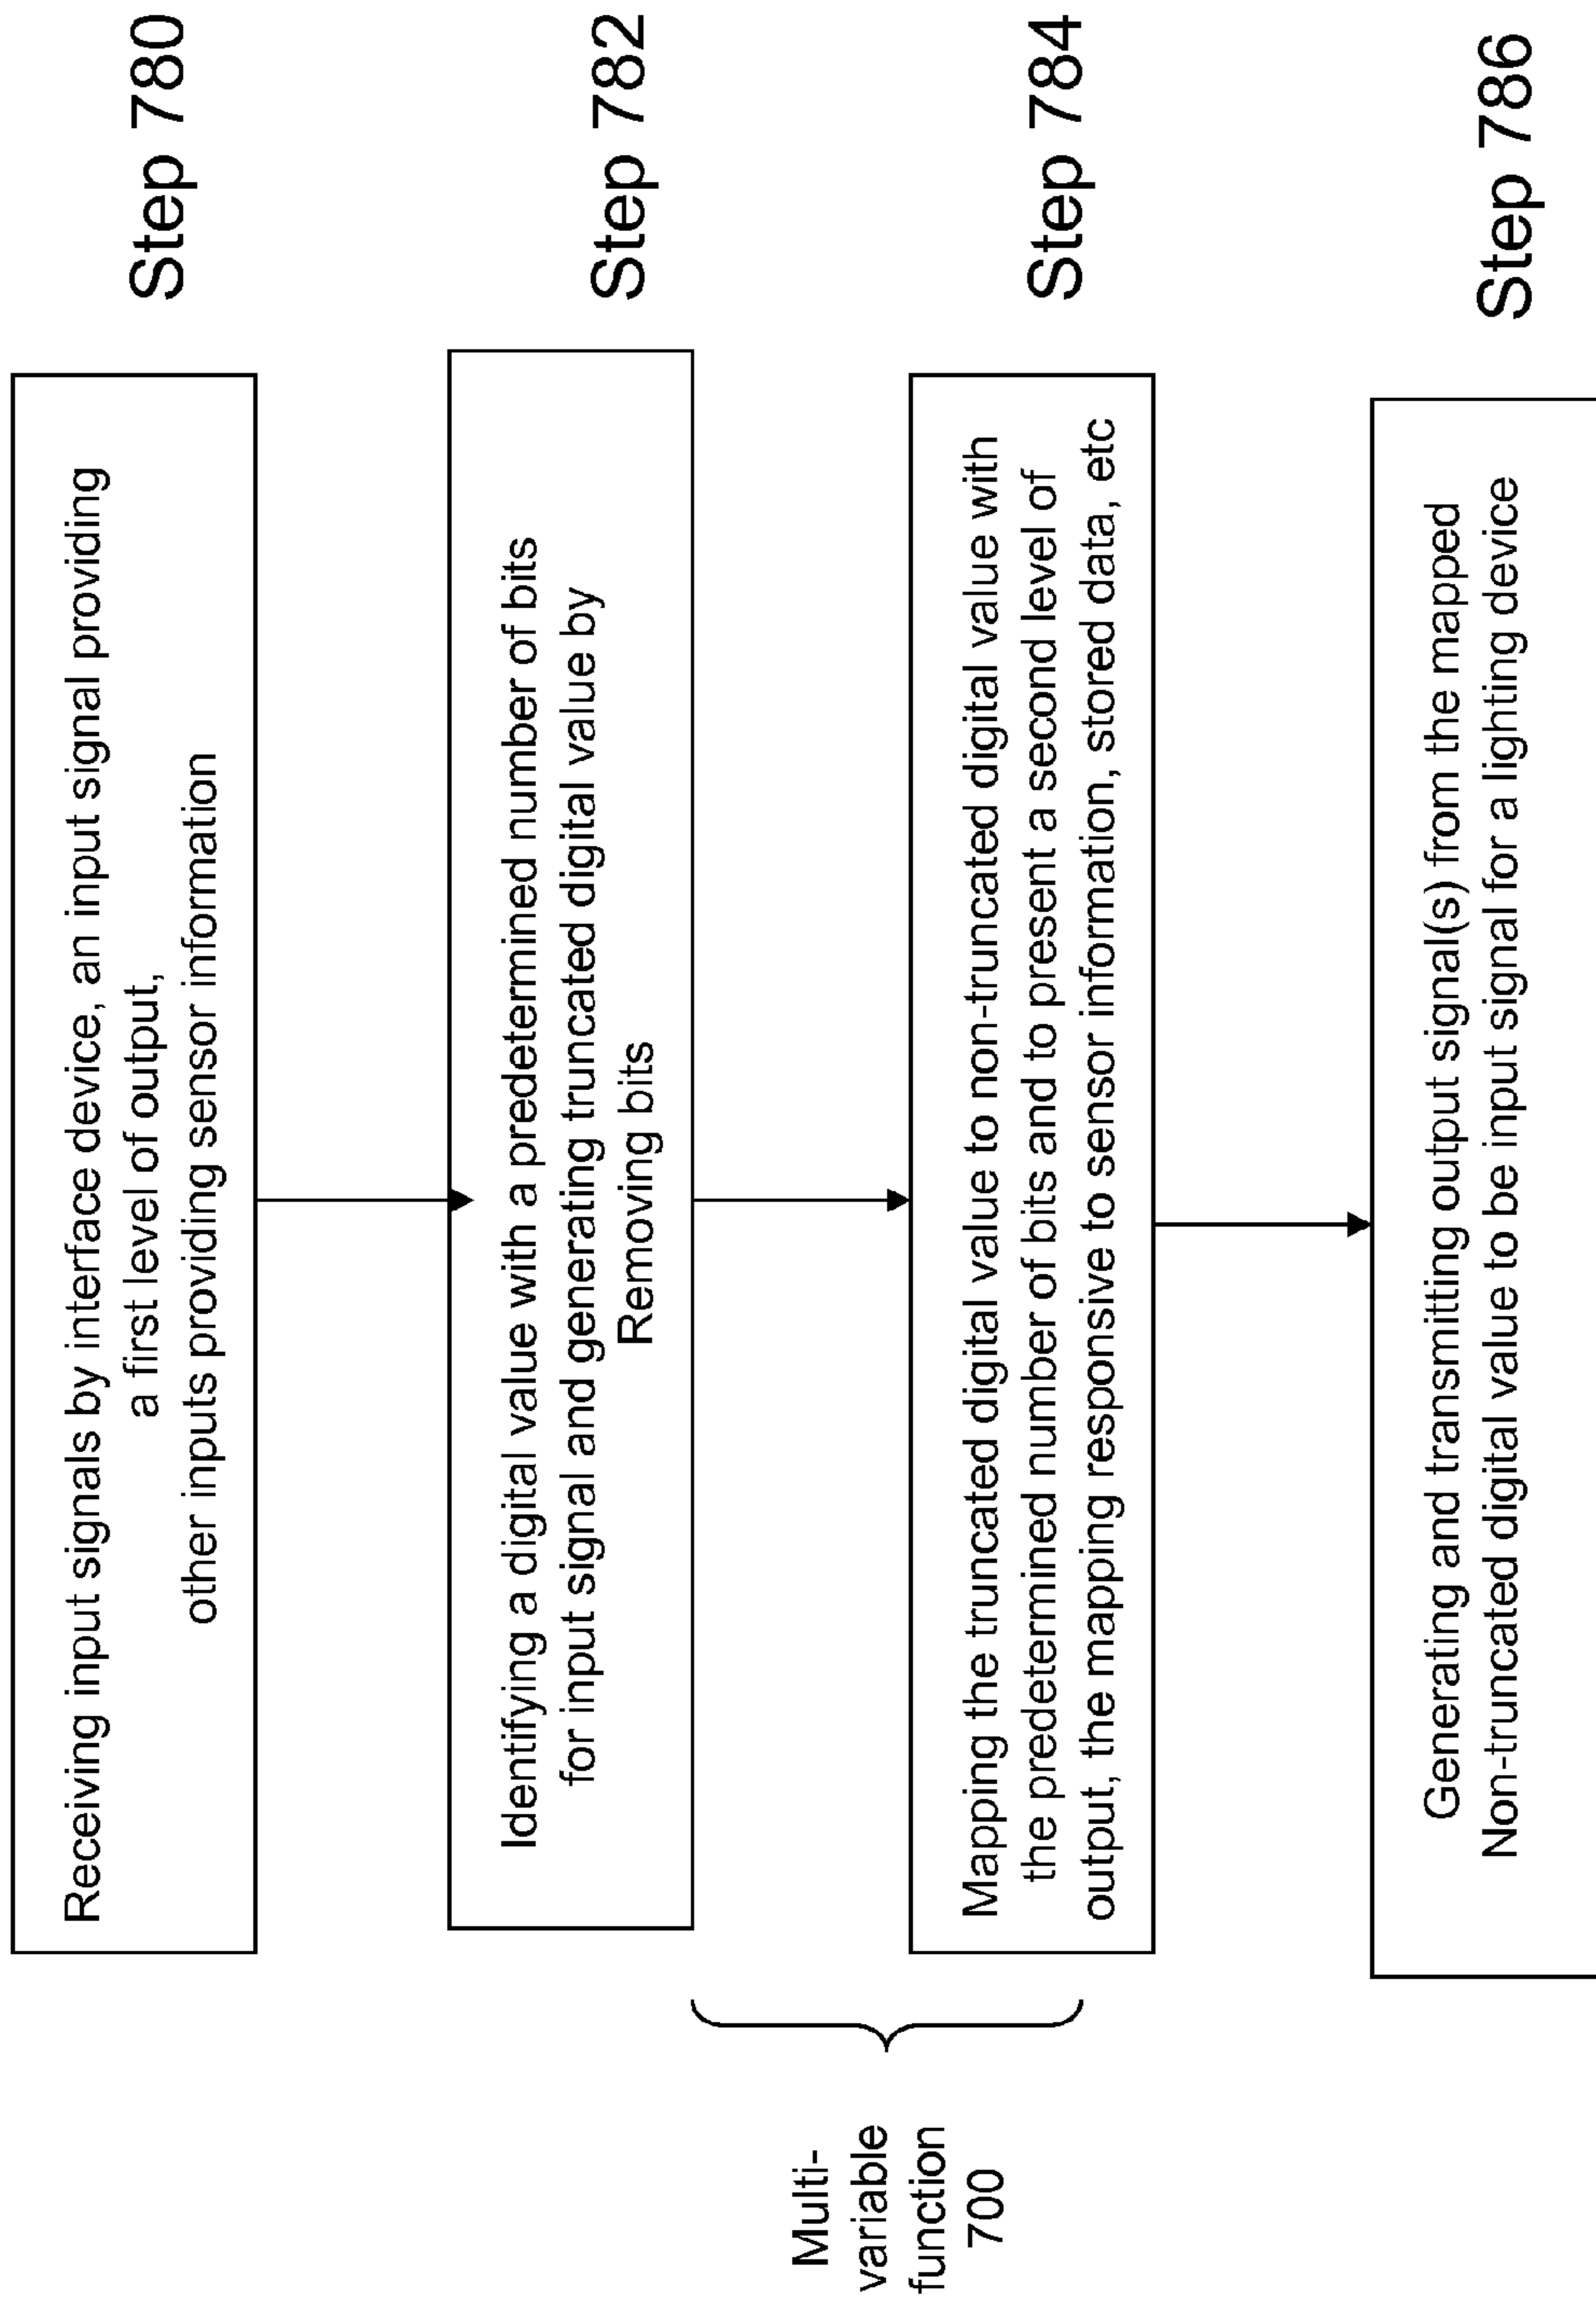 Receiving input signals by interface device, an input signal providing
a first level of output,
other inputs providing sensor information
Step 780
Identifying a digital value with a predetermined number of bits
for input signal and generating truncated digital value by
Removing bits
Step 782
Multi-
variable
function
700
Mapping the truncated digital value to non-truncated digital value with
the predetermined number of bits and to present a second level of
output, the mapping responsive to sensor information, stored data, etc
Step 784
Generating and transmitting output signal(s) from the mapped
Non-truncated digital value to be input signal for a lighting device
Step 786